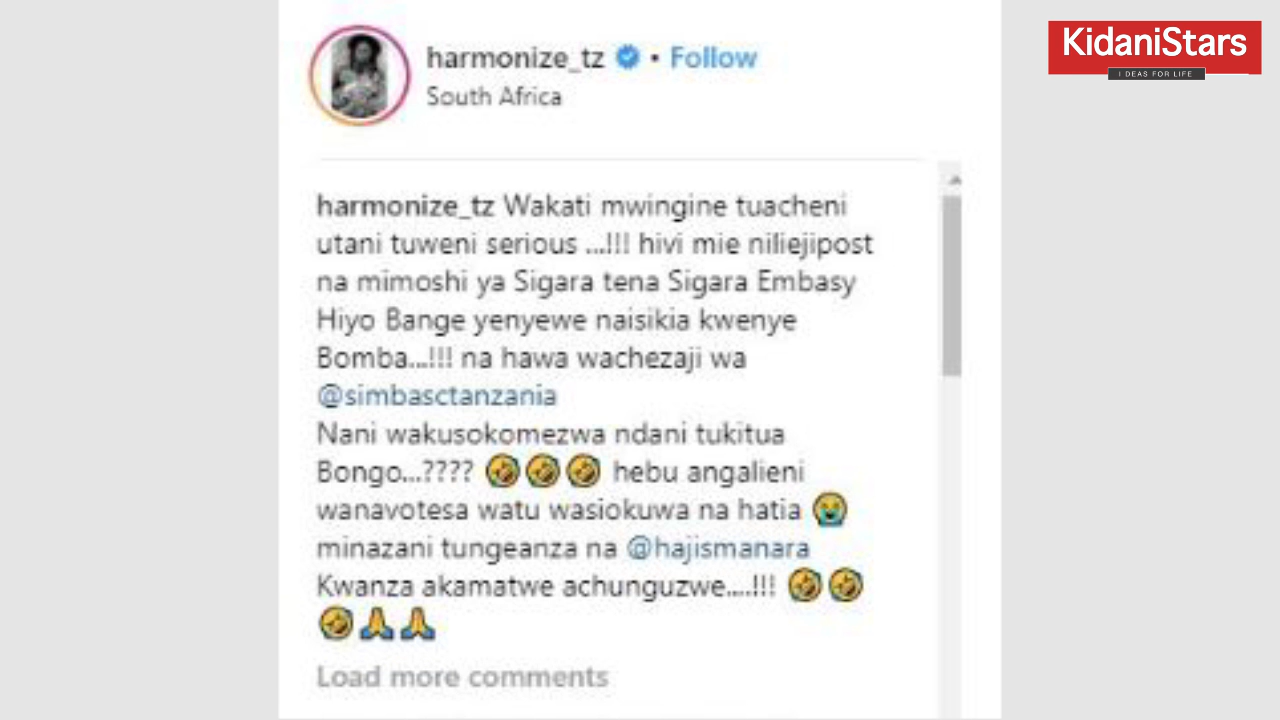 KidaniStars
IDEAS FOR LIFE
harmonize_tz • Follow
South Africa
harmonize_tz Wakati mwingine tuacheni
utani tuweni serious ...!!! hivi mie niliejipost
na mimoshi ya Sigara tena Sigara Embasy
Hiyo Bange yenyewe naisikia kwenye
Bomba...!!! na hawa wachezaji wa
@simbasctanzania
Nani wakusokomezwa ndani tukitua
Bongo...???? 🤣🤣🤣 hebu angalieni
wanavotesa watu wasiokuwa na hatia 😭
minazani tungeanza na @hajismanara
Kwanza akamatwe achunguzwe....!!! 🤣🤣
🤣🙏🙏
Load more comments